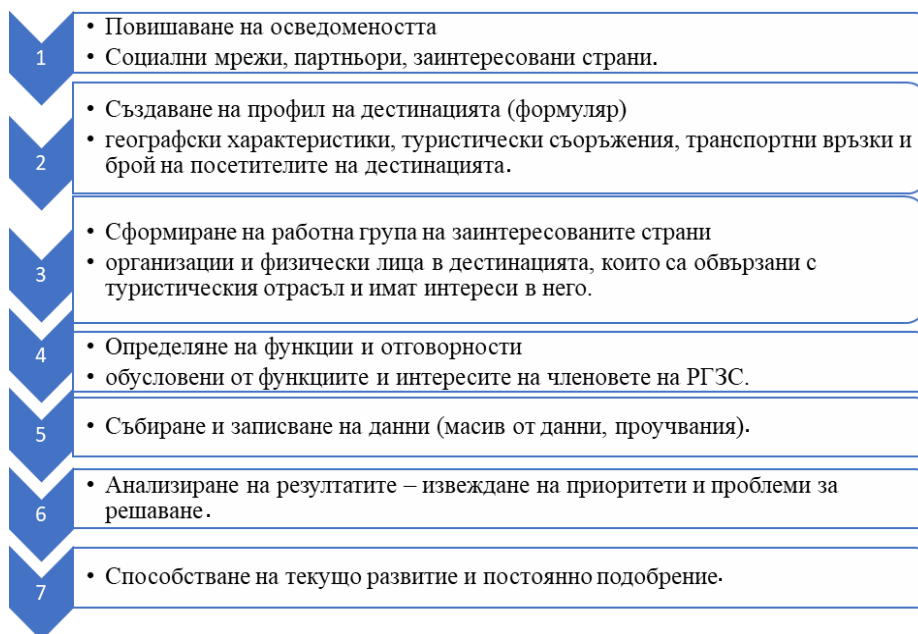 1
• Повишаване на осведомеността
• Социални мрежи, партньори, заинтересовани страни.
2
• Създаване на профил на дестинацията (формуляр)
• географски характеристики, туристически съоръжения, транспортни връзки и
брой на посетителите на дестинацията.
3
• Сформиране на работна група на заинтересованите страни
• организации и физически лица в дестинацията, които са обвързани с
туристическия отрасъл и имат интереси в него.
4
• Определяне на функции и отговорности
• обусловени от функциите и интересите на членовете на РГЗС.
5
• Събиране и записване на данни (масив от данни, проучвания).
6
• Анализиране на резултатите – извеждане на приоритети и проблеми за
решаване.
7
• Способстване на текущо развитие и постоянно подобрение.